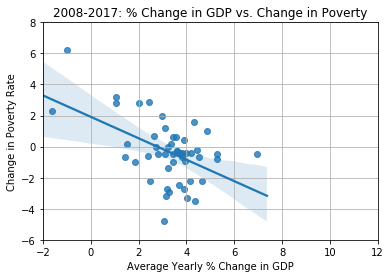 2008-2017: % Change in GDP vs. Change in Poverty
8
6
4
2
0
−2
−4
−6
Change in Poverty Rate
−2 0 2 4 6 8 10 12
Average Yearly % Change in GDP